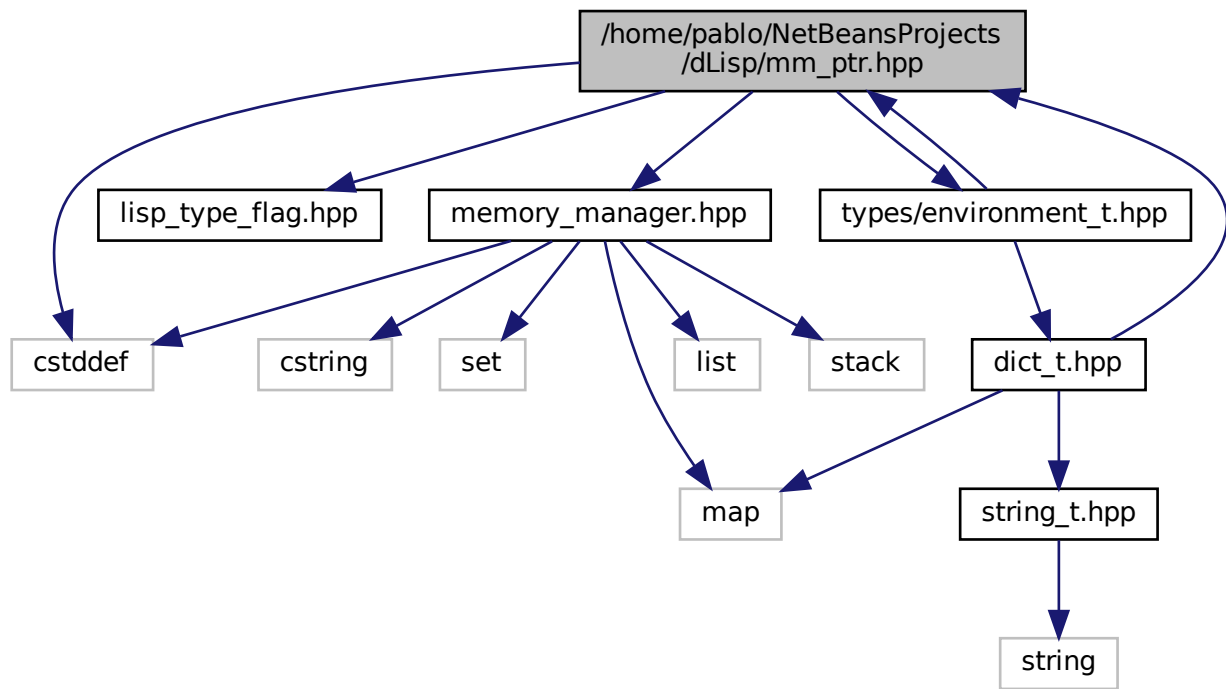 /home/pablo/NetBeansProjects
/dLisp/mm_ptr.hpp
lisp_type_flag.hpp
memory_manager.hpp
types/environment_t.hpp
cstddef
cstring
set
list
stack
dict_t.hpp
map
string_t.hpp
string